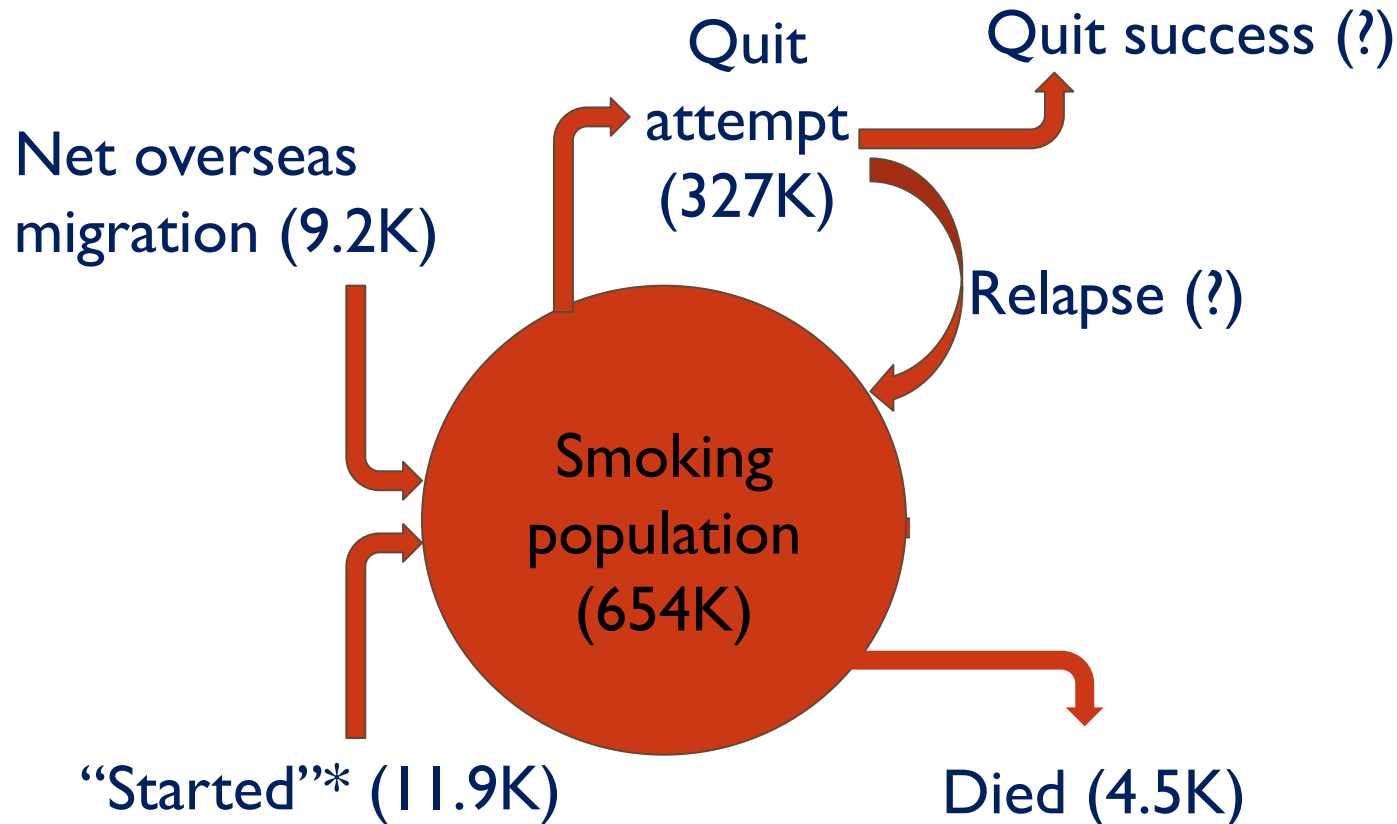 Quit
attempt
(327K)
Quit success (?)
Net overseas
migration (9.2K)
Relapse (?)
Smoking
population
(654K)
“Started”* (11.9K)
Died (4.5K)